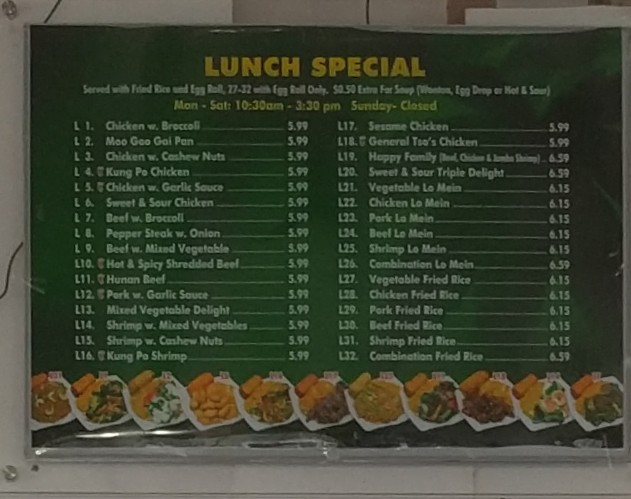 LUNCH SPECIAL
Served with Fried Rice and Egg Roll, 27-32 with Egg Roll Only. $0.50 Extra For Soup (Wonton, Egg Drop or Hot & Sour)
Mon - Sat: 10:30am - 3:30 pm Sunday- Closed
L 1. Chicken w. Broccoli 5.99
L 2. Moo Goo Gai Pan 5.99
L 3. Chicken w. Cashew Nuts 5.99
L 4. Kung Po Chicken 5.99
L 5. Chicken w. Garlic Sauce 5.99
L 6. Sweet & Sour Chicken 5.99
L 7. Beef w. Broccoli 5.99
L 8. Pepper Steak w. Onion 5.99
L 9. Beef w. Mixed Vegetable 5.99
L10. Hot & Spicy Shredded Beef 5.99
L11. Hunan Beef 5.99
L12. Pork w. Garlic Sauce 5.99
L13. Mixed Vegetable Delight 5.99
L14. Shrimp w. Mixed Vegetables 5.99
L15. Shrimp w. Cashew Nuts 5.99
L16. Kung Po Shrimp 5.99
L17. Sesame Chicken 5.99
L18. General Tso's Chicken 5.99
L19. Happy Family (Beef, Chicken & Jumbo Shrimp) 6.59
L20. Sweet & Sour Triple Delight 6.59
L21. Vegetable Lo Mein 6.15
L22. Chicken Lo Mein 6.15
L23. Pork Lo Mein 6.15
L24. Beef Lo Mein 6.15
L25. Shrimp Lo Mein 6.15
L26. Combination Lo Mein 6.59
L27. Vegetable Fried Rice 6.15
L28. Chicken Fried Rice 6.15
L29. Pork Fried Rice 6.15
L30. Beef Fried Rice 6.15
L31. Shrimp Fried Rice 6.15
L32. Combination Fried Rice 6.59